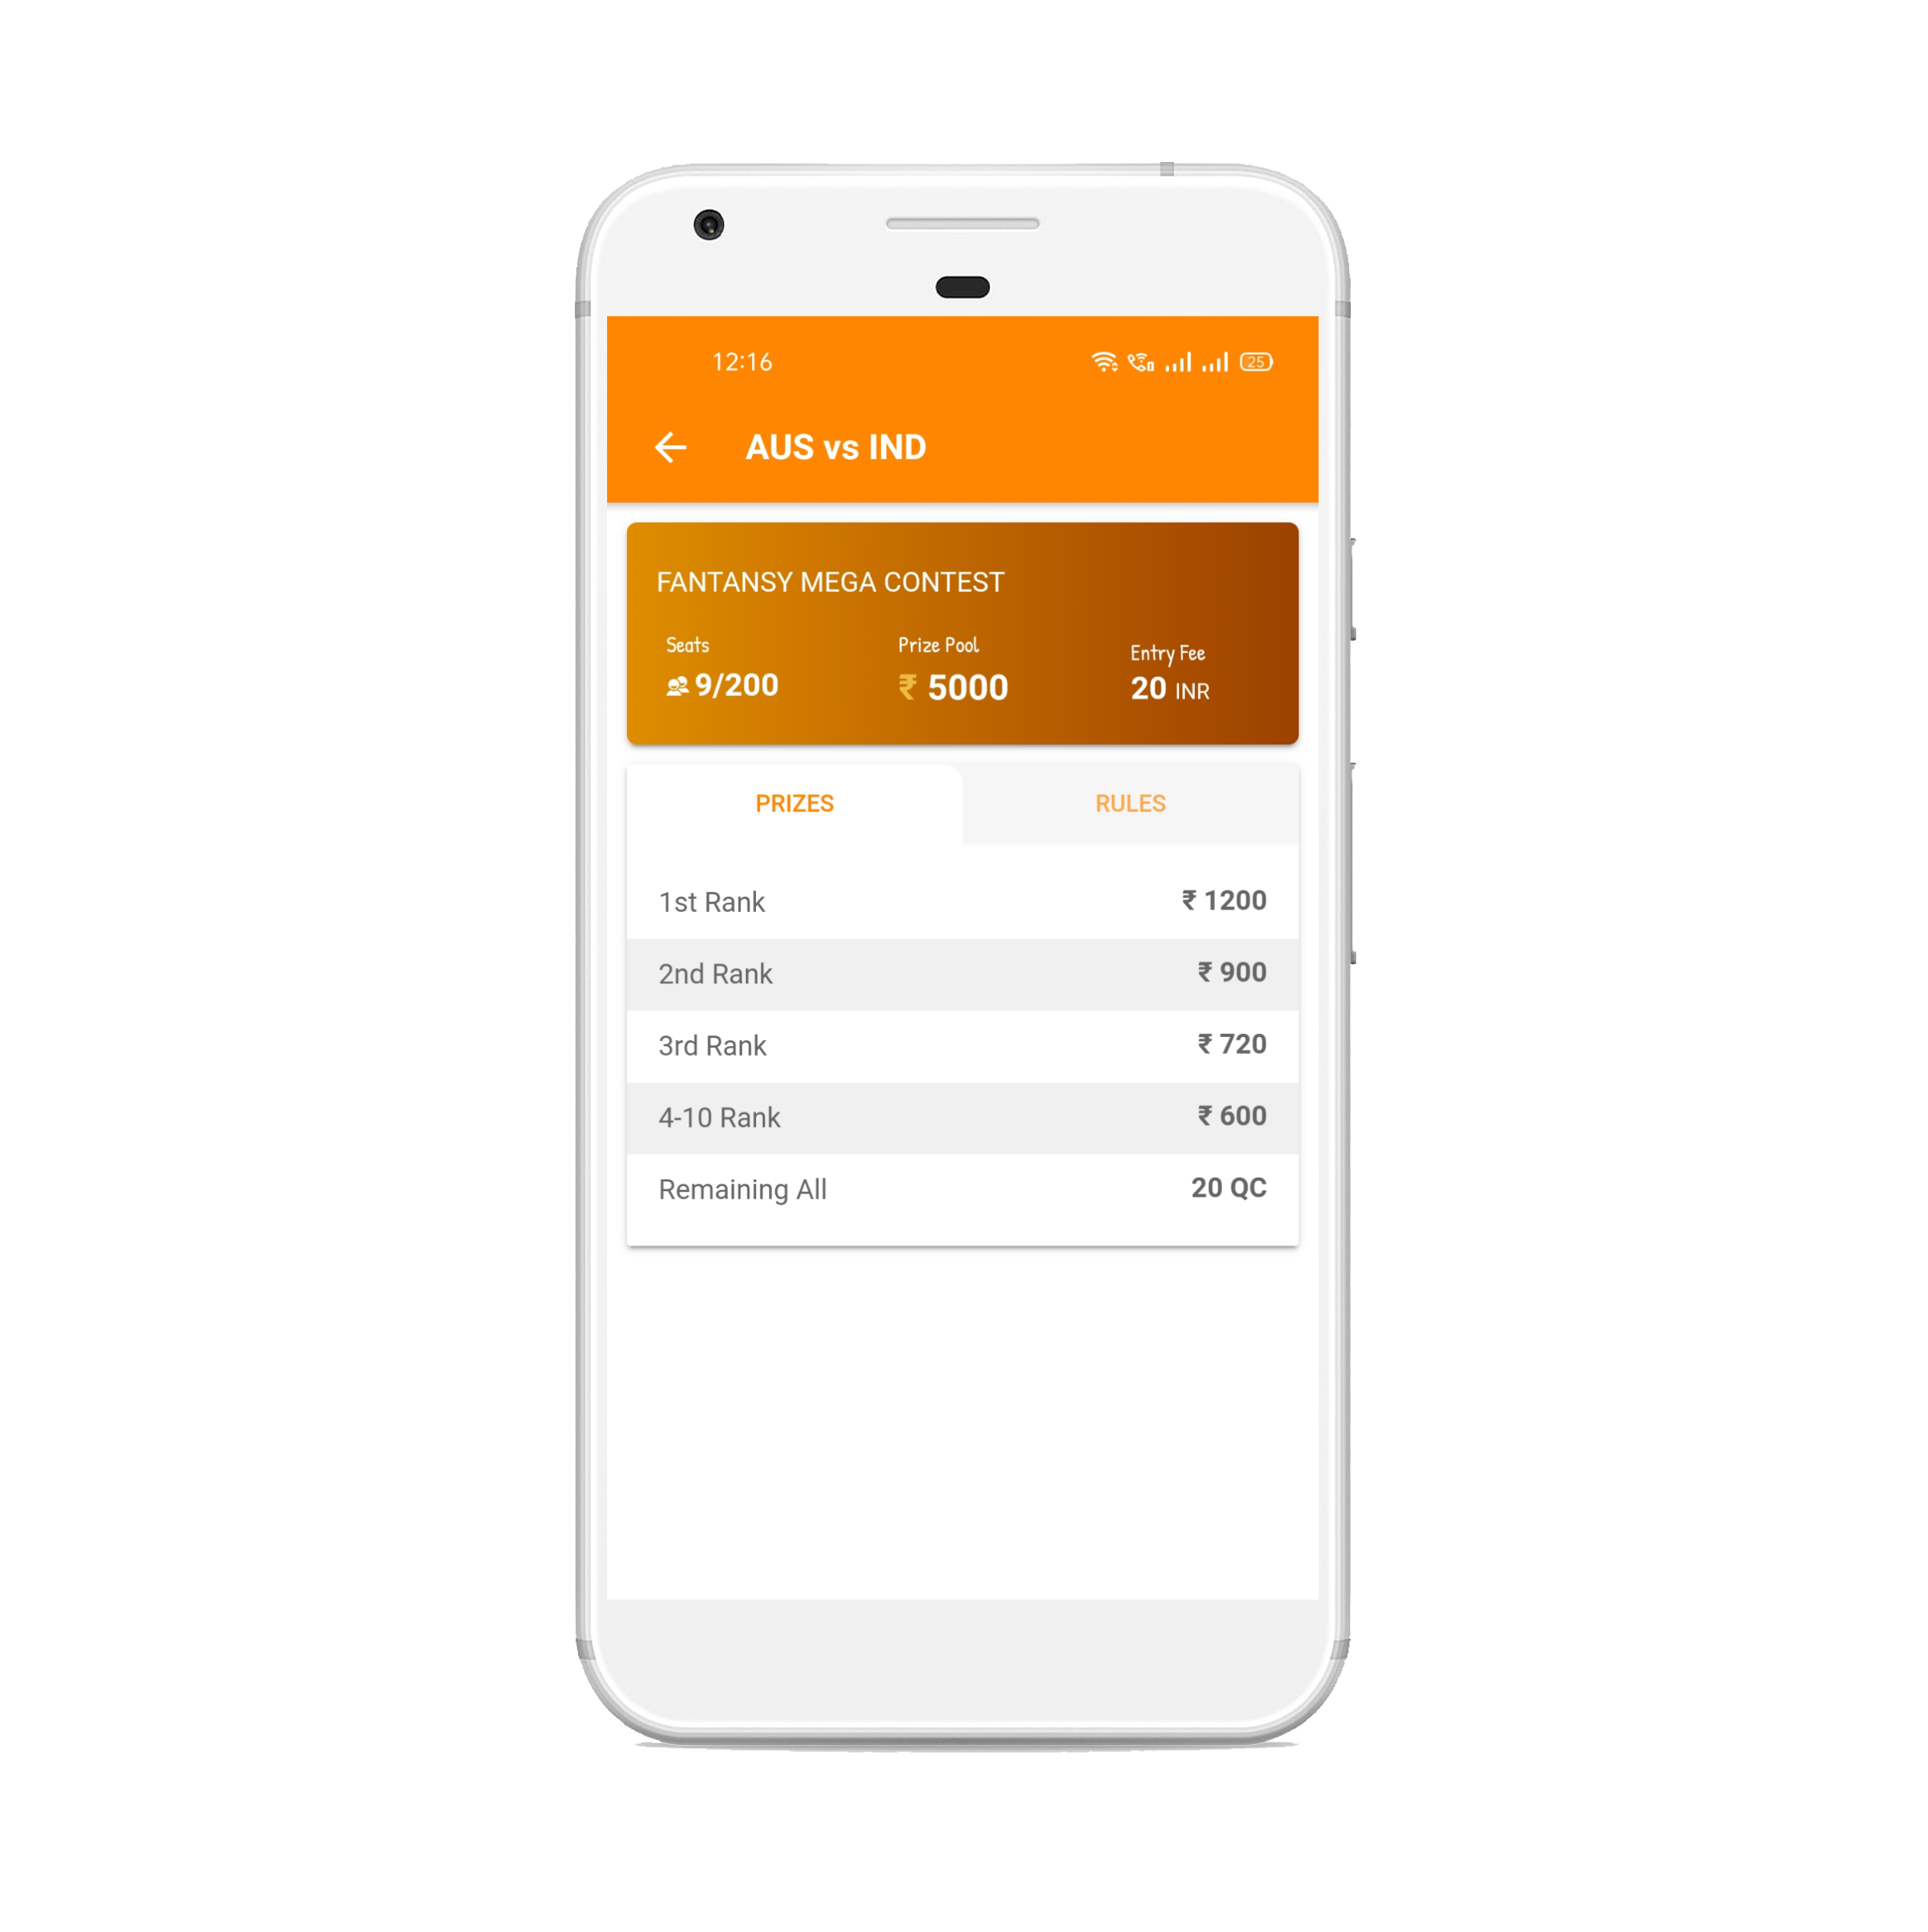 12:16 25
AUS vs IND
FANTANSY MEGA CONTEST
Seats Prize Pool Entry Fee
9/200 ₹ 5000 20 INR
PRIZES RULES
1st Rank ₹ 1200
2nd Rank ₹ 900
3rd Rank ₹ 720
4-10 Rank ₹ 600
Remaining All 20 QC